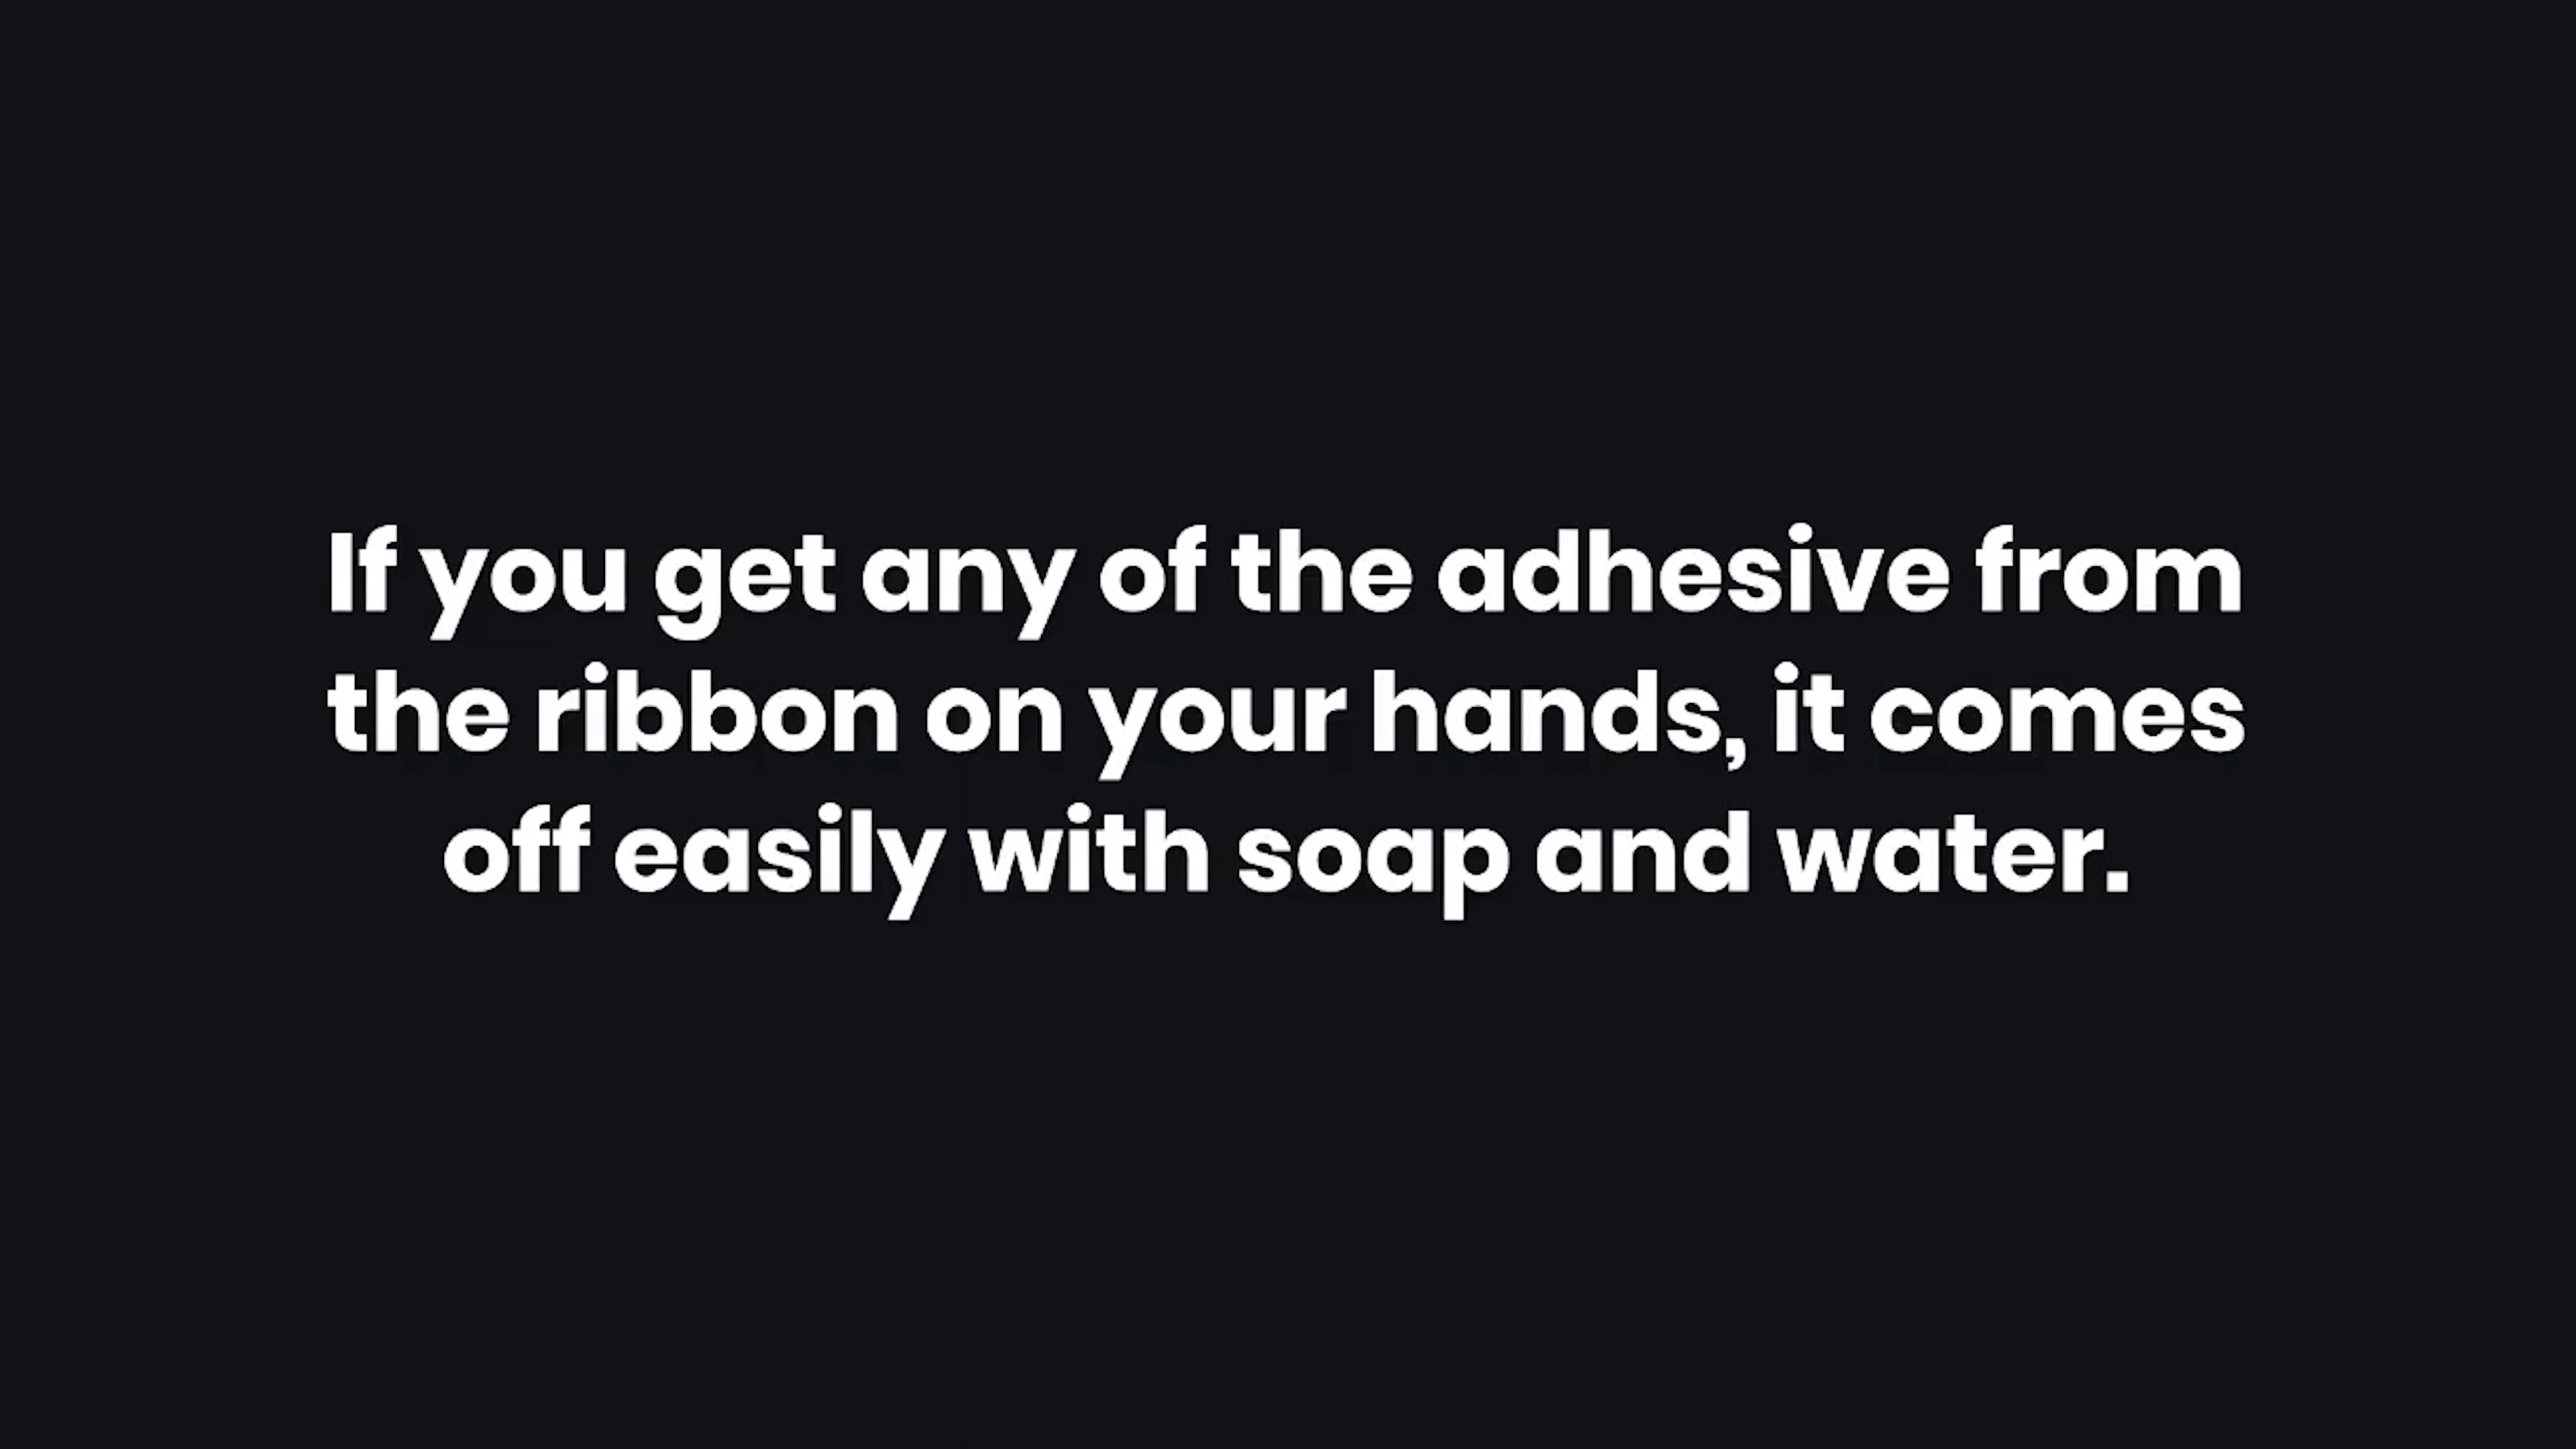 If you get any of the adhesive from
the ribbon on your hands, it comes
off easily with soap and water.